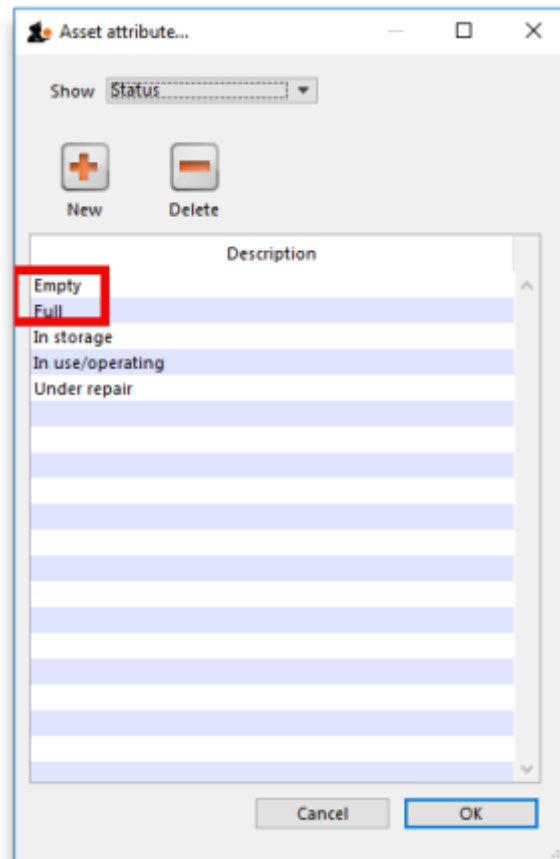 Asset attribute...
Show Status
New Delete
Description
Empty
Full
In storage
In use/operating
Under repair
Cancel OK